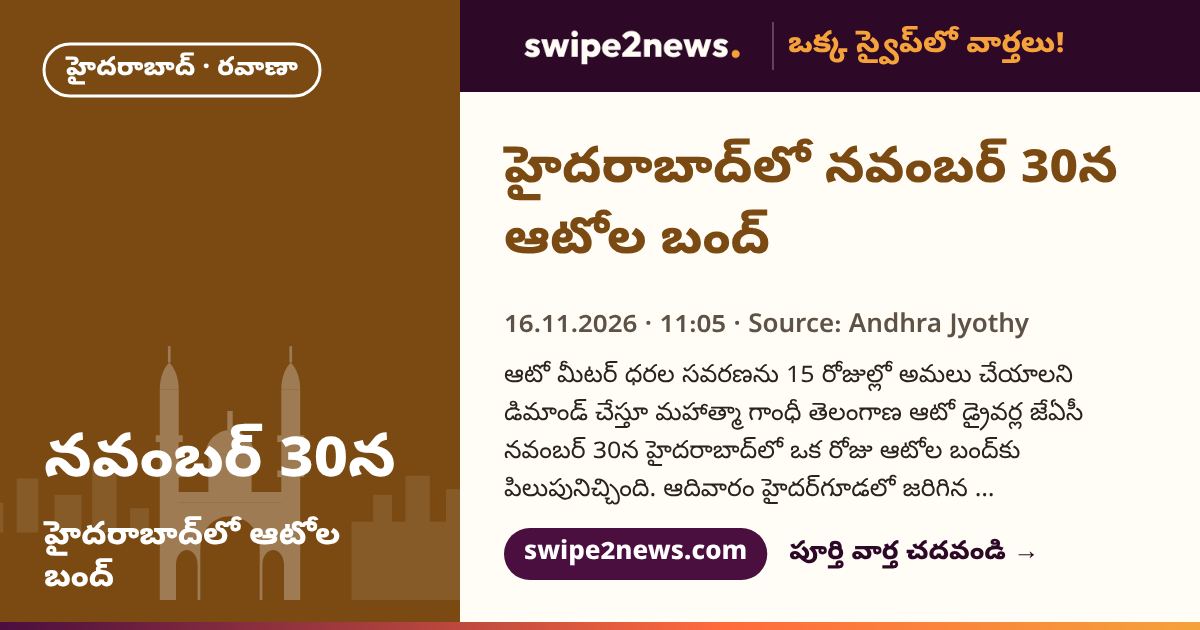 హైదరాబాద్ · రవాణా
నవంబర్ 30న
హైదరాబాద్‌లో ఆటోల
బంద్
swipe2news.
ఒక్క స్వైప్‌లో వార్తలు!
హైదరాబాద్‌లో నవంబర్ 30న
ఆటోల బంద్
16.11.2026 · 11:05 · Source: Andhra Jyothy
ఆటో మీటర్ ధరల సవరణను 15 రోజుల్లో అమలు చేయాలని
డిమాండ్ చేస్తూ మహాత్మా గాంధీ తెలంగాణ ఆటో డ్రైవర్ల జేఏసీ
నవంబర్ 30న హైదరాబాద్‌లో ఒక రోజు ఆటోల బంద్‌కు
పిలుపునిచ్చింది. ఆదివారం హైదర్‌గూడలో జరిగిన ...
swipe2news.com
పూర్తి వార్త చదవండి →